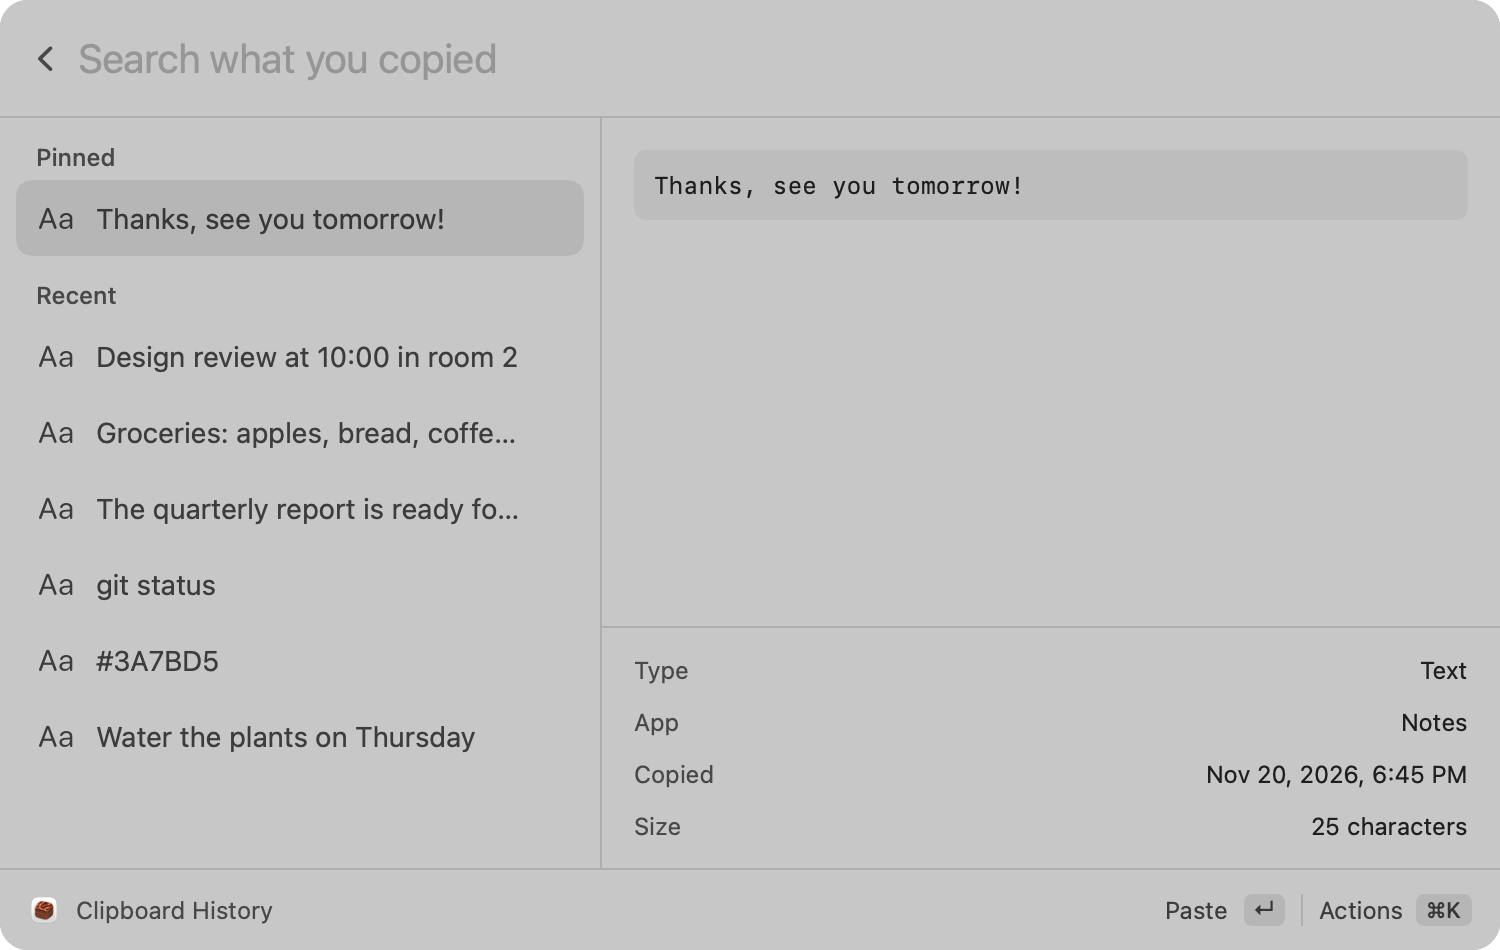 Search what you copied
Pinned
Aa Thanks, see you tomorrow!
Recent
Aa Design review at 10:00 in room 2
Aa Groceries: apples, bread, coffe...
Aa The quarterly report is ready fo...
Aa git status
Aa #3A7BD5
Aa Water the plants on Thursday
Thanks, see you tomorrow!
Type Text
App Notes
Copied Nov 20, 2026, 6:45 PM
Size 25 characters
Clipboard History
Paste ↵ Actions ⌘K